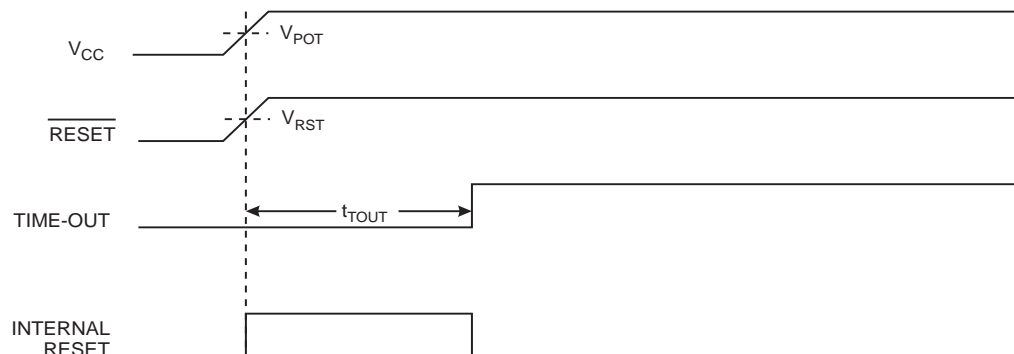 V_CC
V_POT
RESET
V_RST
TIME-OUT
t_TOUT
INTERNAL
RESET